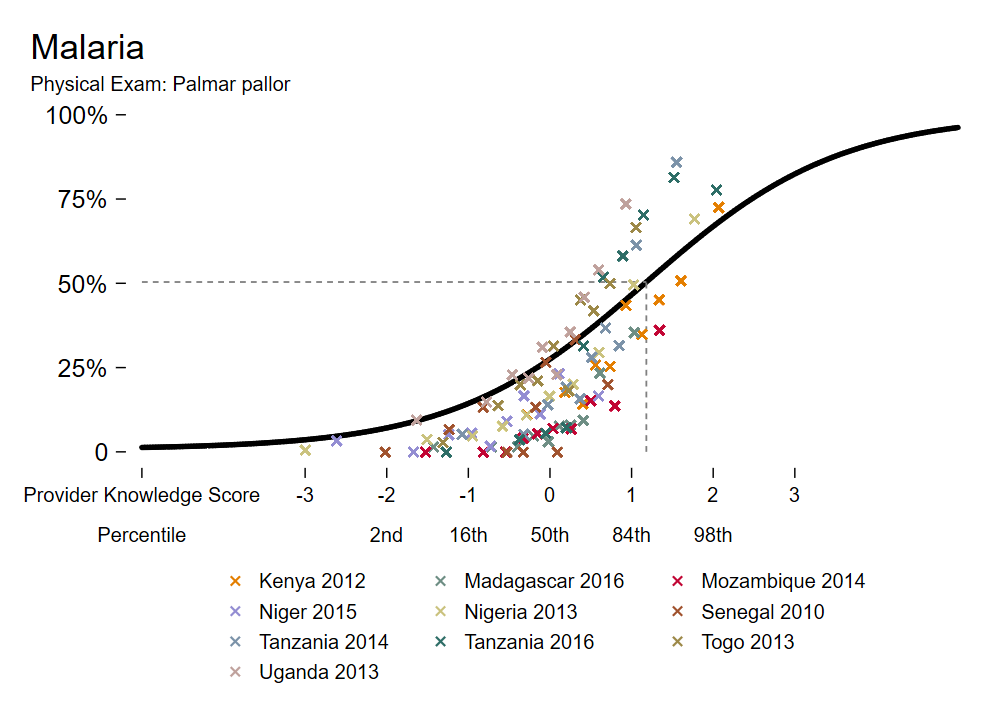 Malaria
Physical Exam: Palmar pallor
100%
75%
50%
25%
0
Provider Knowledge Score -3 -2 -1 0 1 2 3
Percentile 2nd 16th 50th 84th 98th
Kenya 2012 Madagascar 2016 Mozambique 2014
Niger 2015 Nigeria 2013 Senegal 2010
Tanzania 2014 Tanzania 2016 Togo 2013
Uganda 2013